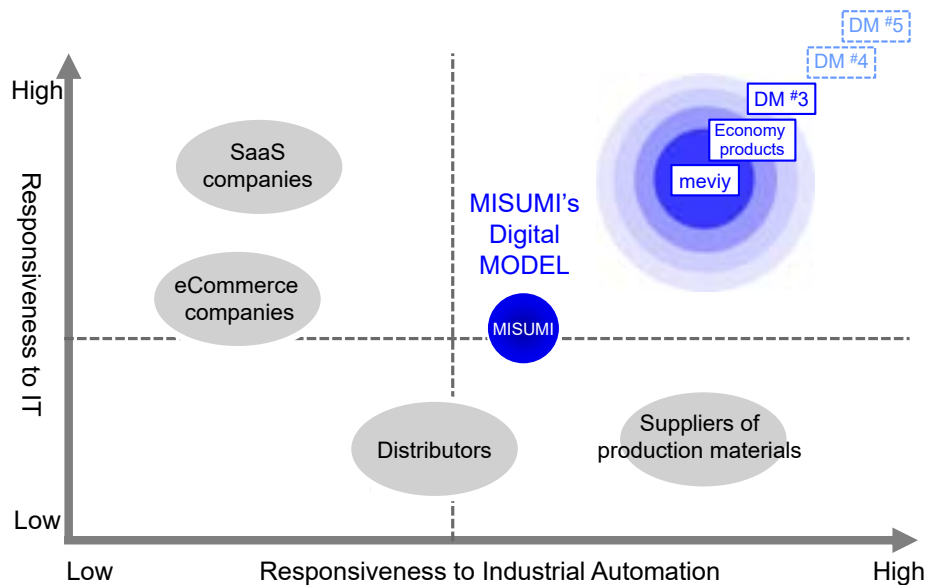 DM #5
DM #4
High
DM #3
Economy
products
SaaS
companies
meviy
MISUMI's
Digital
MODEL
eCommerce
companies
MISUMI
Responsiveness to IT
Suppliers of
production materials
Distributors
Low
Low
Responsiveness to Industrial Automation
High